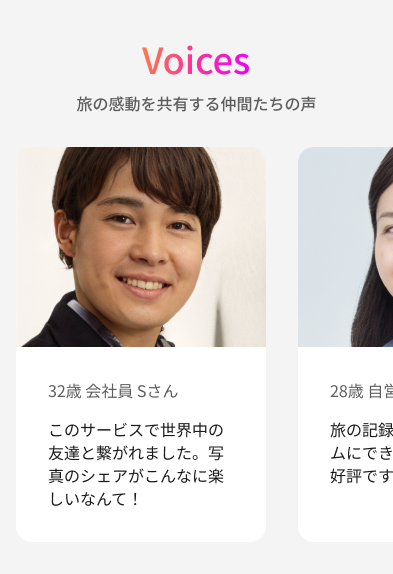 Voices
旅の感動を共有する仲間たちの声
32歳 会社員 Sさん
このサービスで世界中の
友達と繋がれました。写
真のシェアがこんなに楽
しいなんて！
28歳 自営
旅の記録
ムにでき
好評です